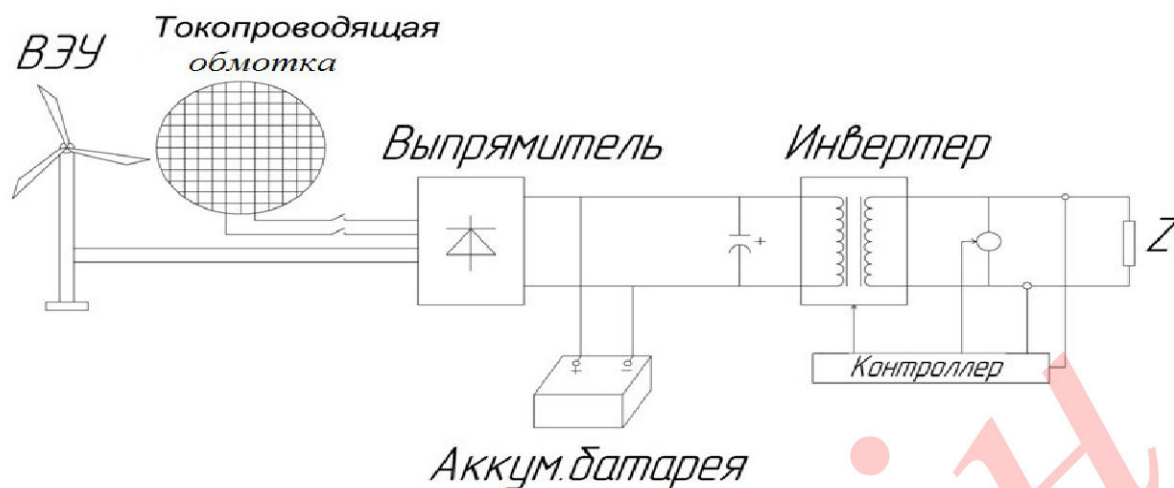 ВЭУ
Токопроводящая
обмотка
Выпрямитель
Инвертер
+
Z
+ –
Контроллер
Аккум.батарея